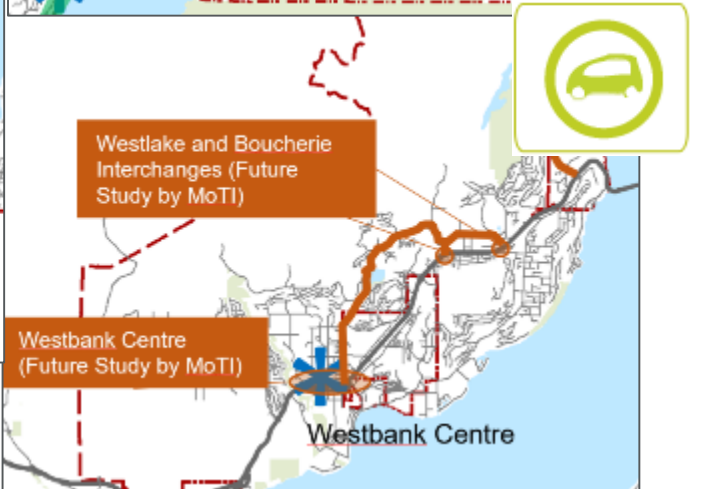 Westlake and Boucherie
Interchanges (Future
Study by MoTI)
Westbank Centre
(Future Study by MoTI)
Westbank Centre